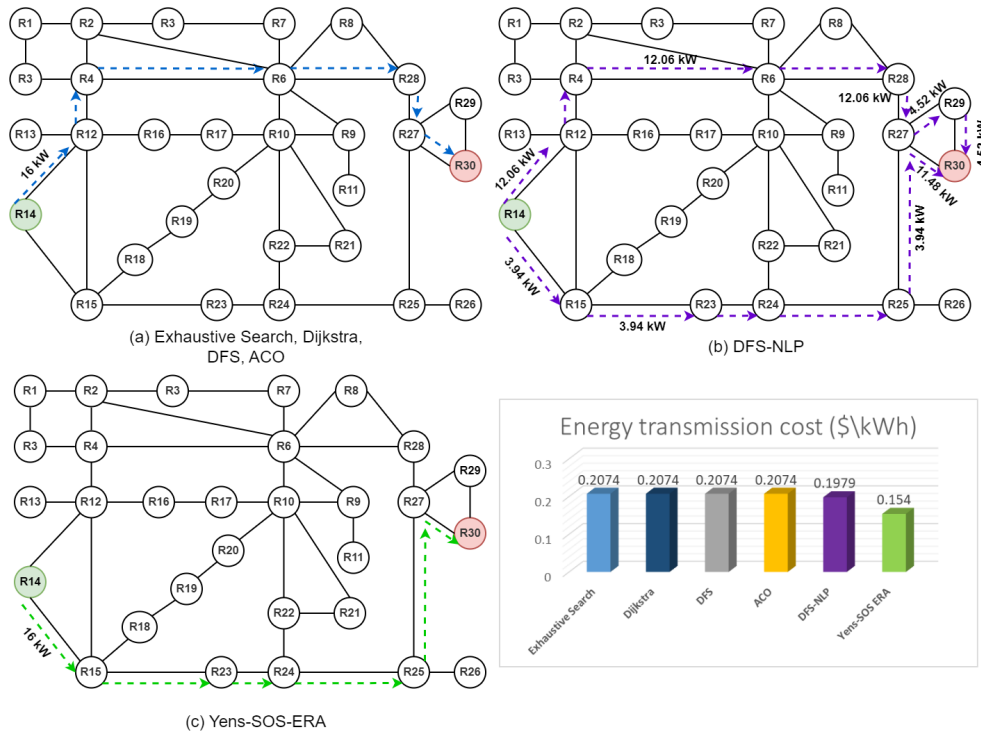 R1 R2 R3 R7 R8
R3 R4 R6 R28
R29
R13 R12 R16 R17 R10 R9 R27
R30
16 kW
R20 R11
R14
R19
R22 R21
R18
R15 R23 R24 R25 R26
(a) Exhaustive Search, Dijkstra,
DFS, ACO
R1 R2 R3 R7 R8
12.06 kW
R3 R4 R6 R28
12.06 kW
4.52 kW
R29
R13 R12 R16 R17 R10 R9 R27
4.52 kW
R30
12.06 kW
11.48 kW
R20 R11
R14
R19
3.94 kW
R22 R21
R18
3.94 kW
R15 R23 R24 R25 R26
3.94 kW
(b) DFS-NLP
R1 R2 R3 R7 R8
R3 R4 R6 R28
R29
R13 R12 R16 R17 R10 R9 R27
R30
R20 R11
R14
R19
R22 R21
R18
16 kW
R15 R23 R24 R25 R26
(c) Yens-SOS-ERA
Energy transmission cost ($\kWh)
0.3
0.2
0.1
0
0.2074 0.2074 0.2074 0.2074 0.1979 0.154
Exhaustive Search
Dijkstra
DFS
ACO
DFS-NLP
Yens-SOS ERA